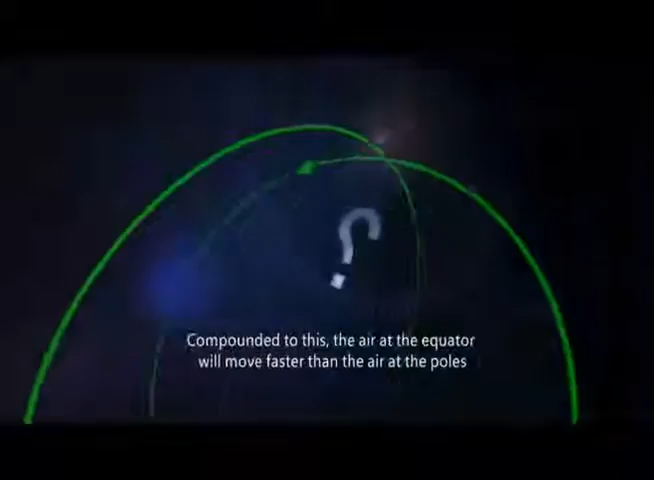 ?
Compounded to this, the air at the equator
will move faster than the air at the poles